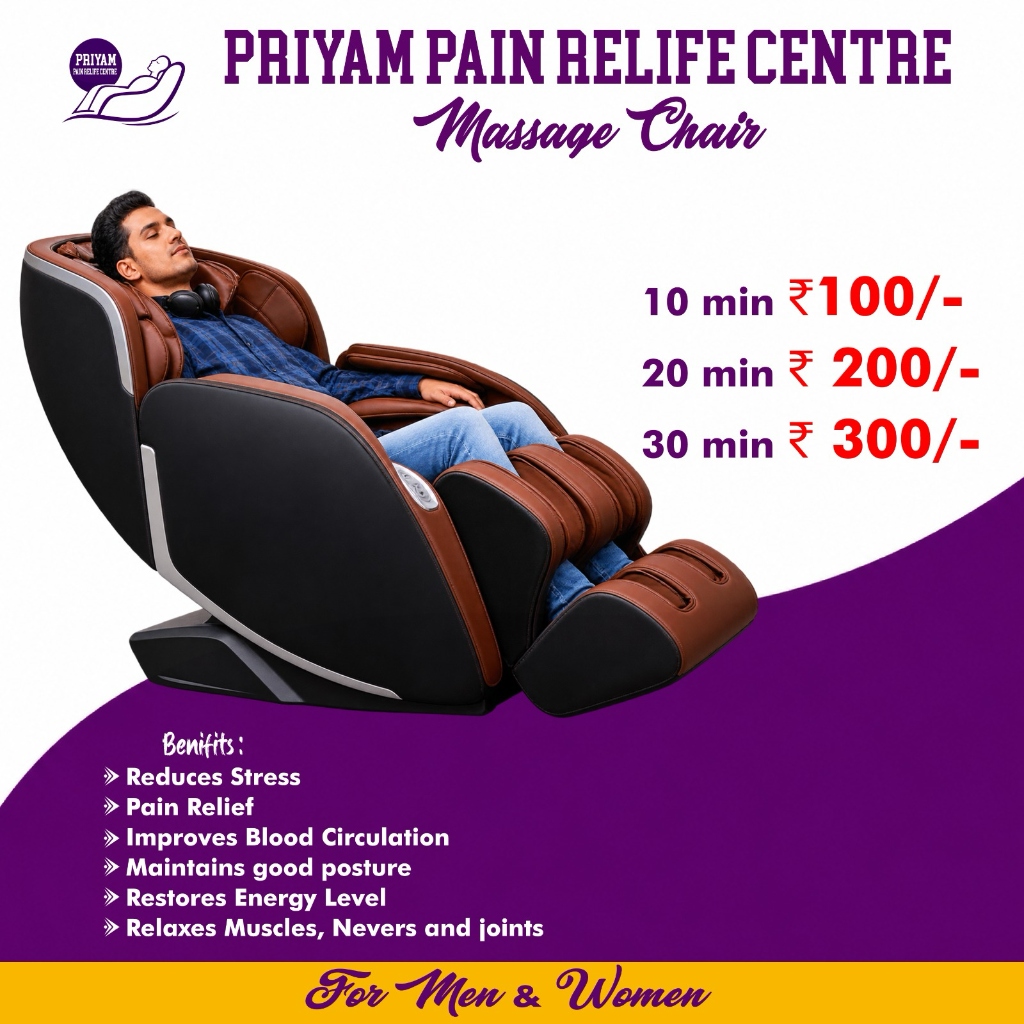 PRIYAM
PAIN RELIFE CENTRE
PRIYAM PAIN RELIFE CENTRE
Massage Chair
10 min ₹100/-
20 min ₹ 200/-
30 min ₹ 300/-
Benifits:
Reduces Stress
Pain Relief
Improves Blood Circulation
Maintains good posture
Restores Energy Level
Relaxes Muscles, Nevers and joints
For Men & Women